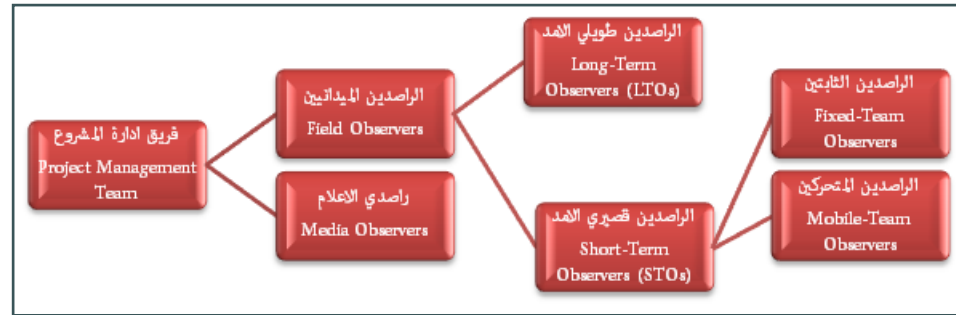 فريق ادارة المشروع
Project Management
Team
الراصدين الميدانيين
Field Observers
راصدي الاعلام
Media Observers
الراصدين طويلي الامد
Long-Term
Observers (LTOs)
الراصدين قصيري الامد
Short-Term
Observers (STOs)
الراصدين الثابتين
Fixed-Team
Observers
الراصدين المتحركين
Mobile-Team
Observers